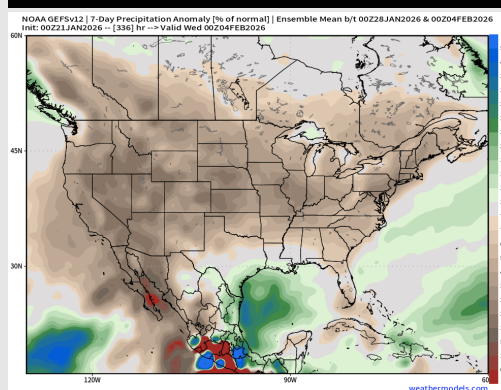 NOAA GEFSv12 | 7-Day Precipitation Anomaly [% of normal] | Ensemble Mean b/t 00Z28JAN2026 & 00Z04FEB2026
Init: 00Z21JAN2026 -- [336] hr --> Valid Wed 00Z04FEB2026
60N
45N
30N
120W
90W
60
weathermodels.com